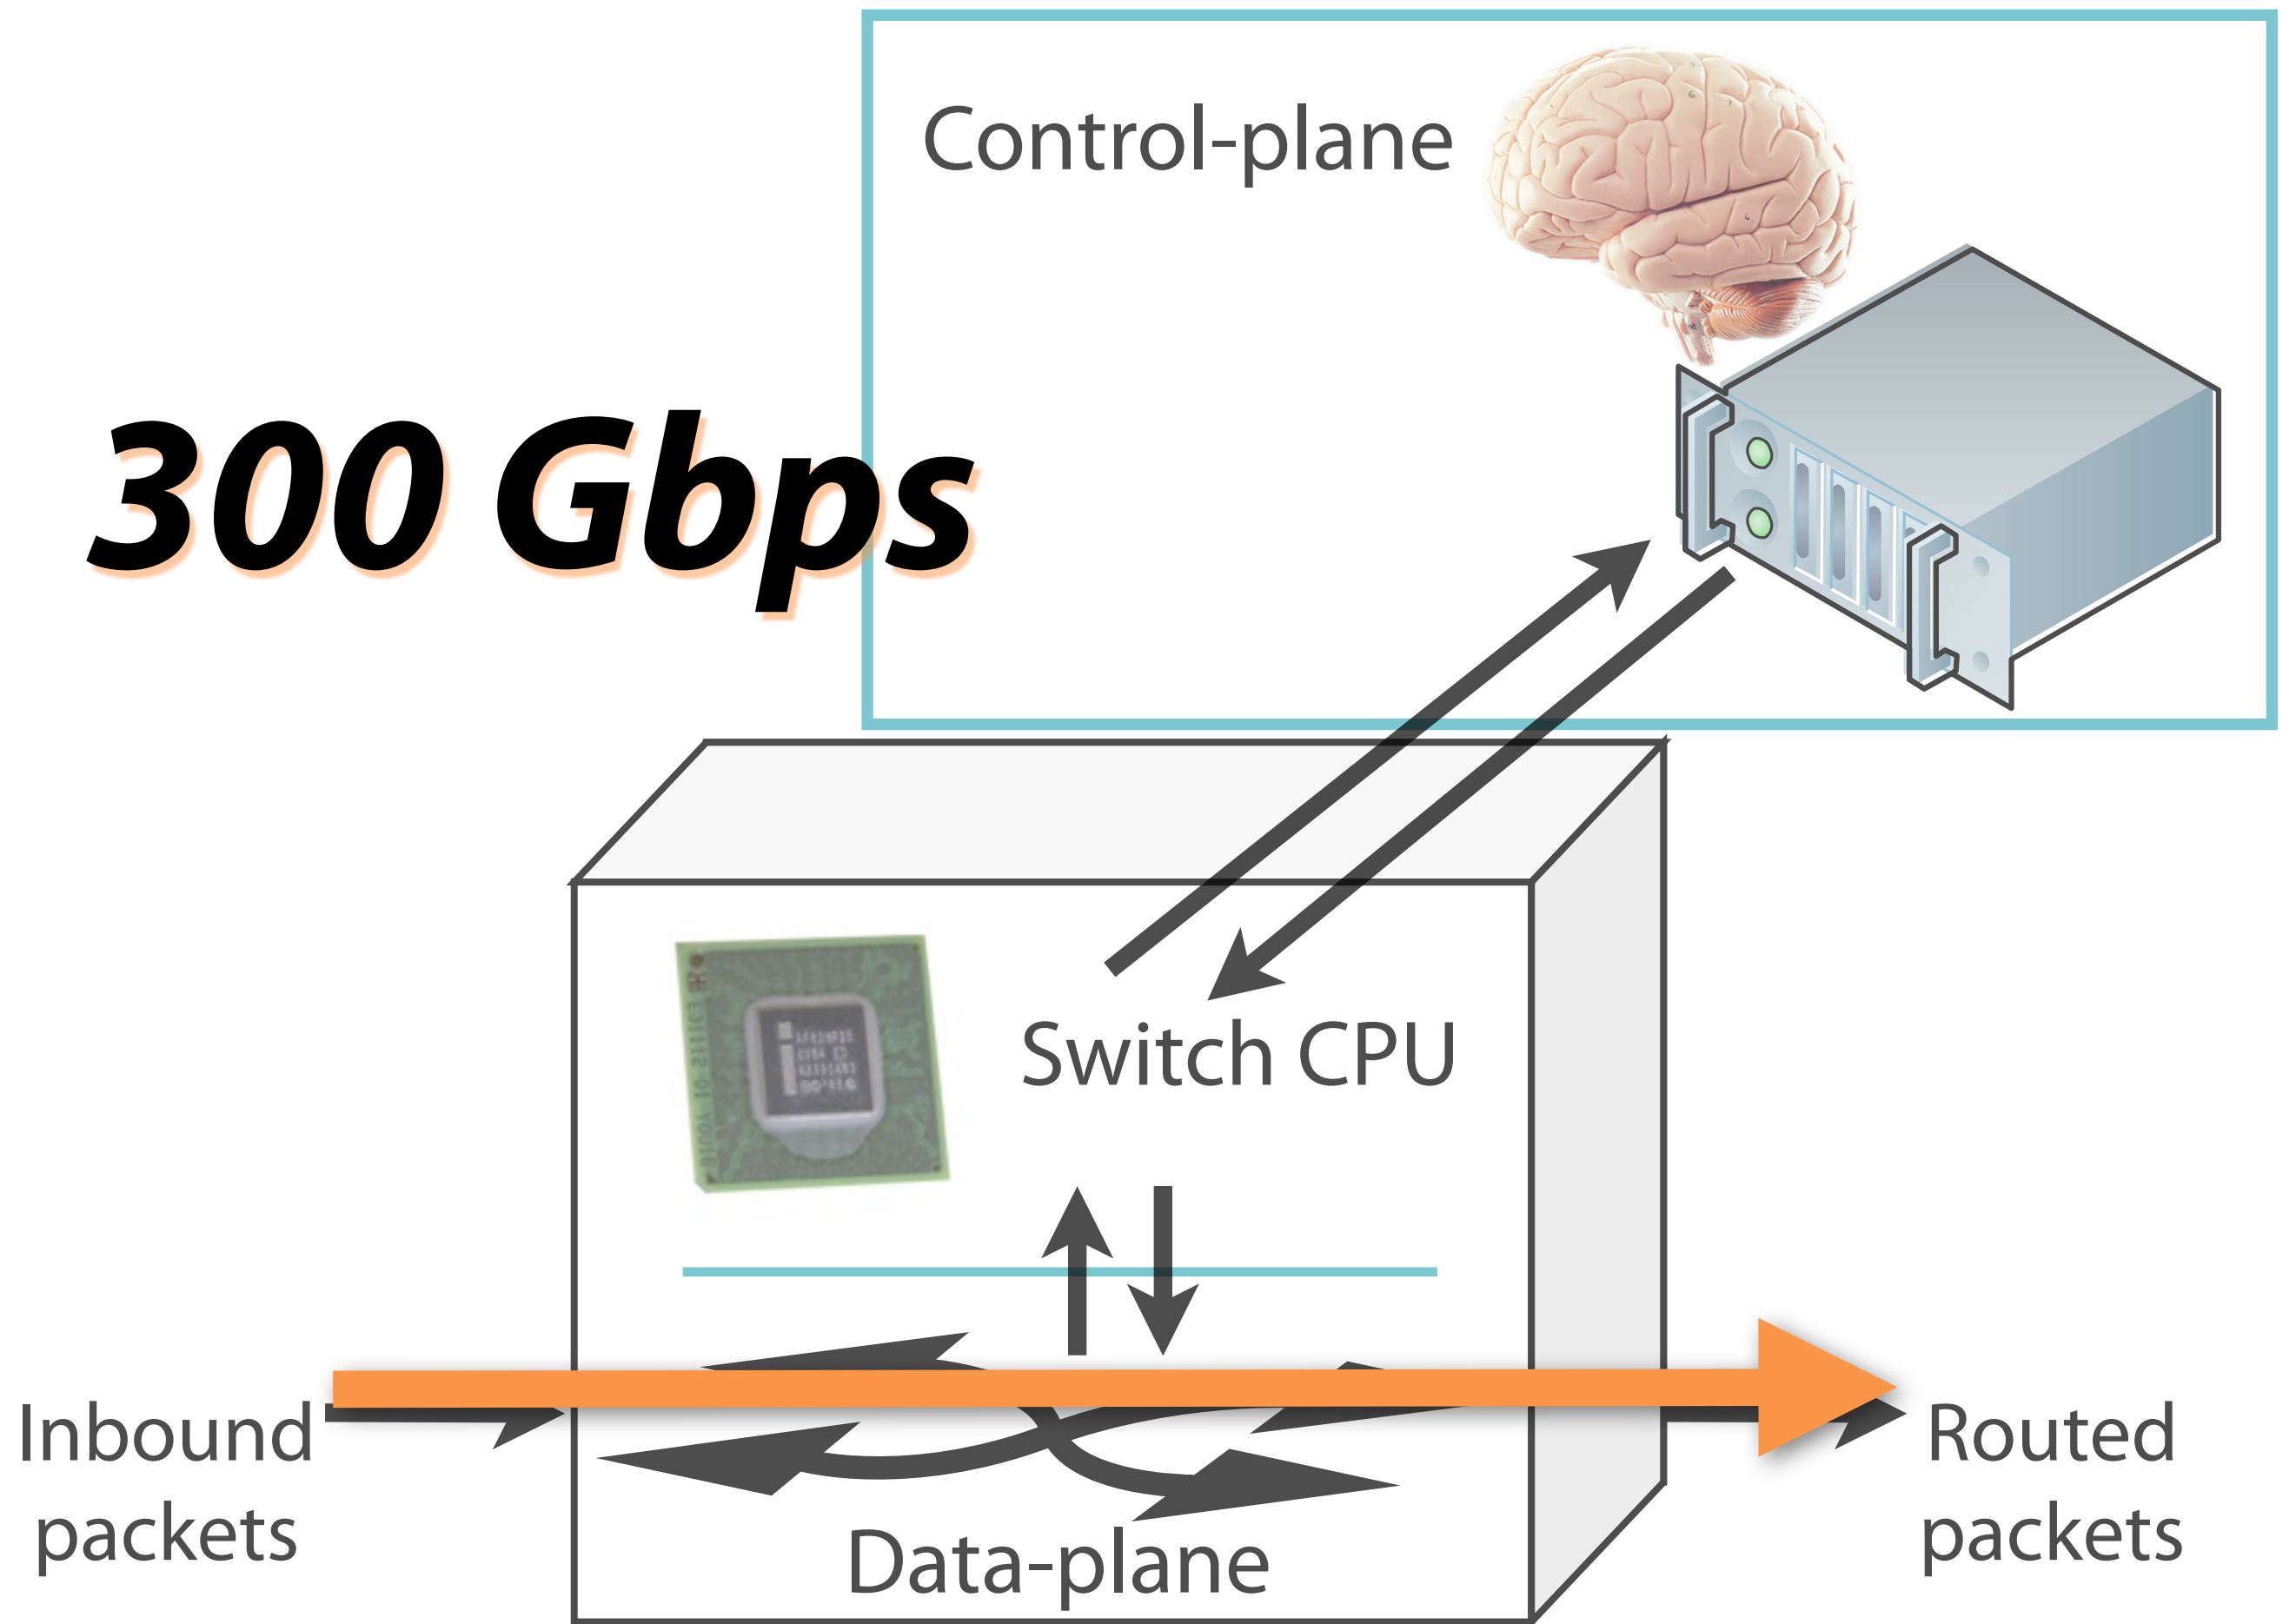 Control-plane
300 Gbps
Switch CPU
Inbound
packets
Routed
packets
Data-plane